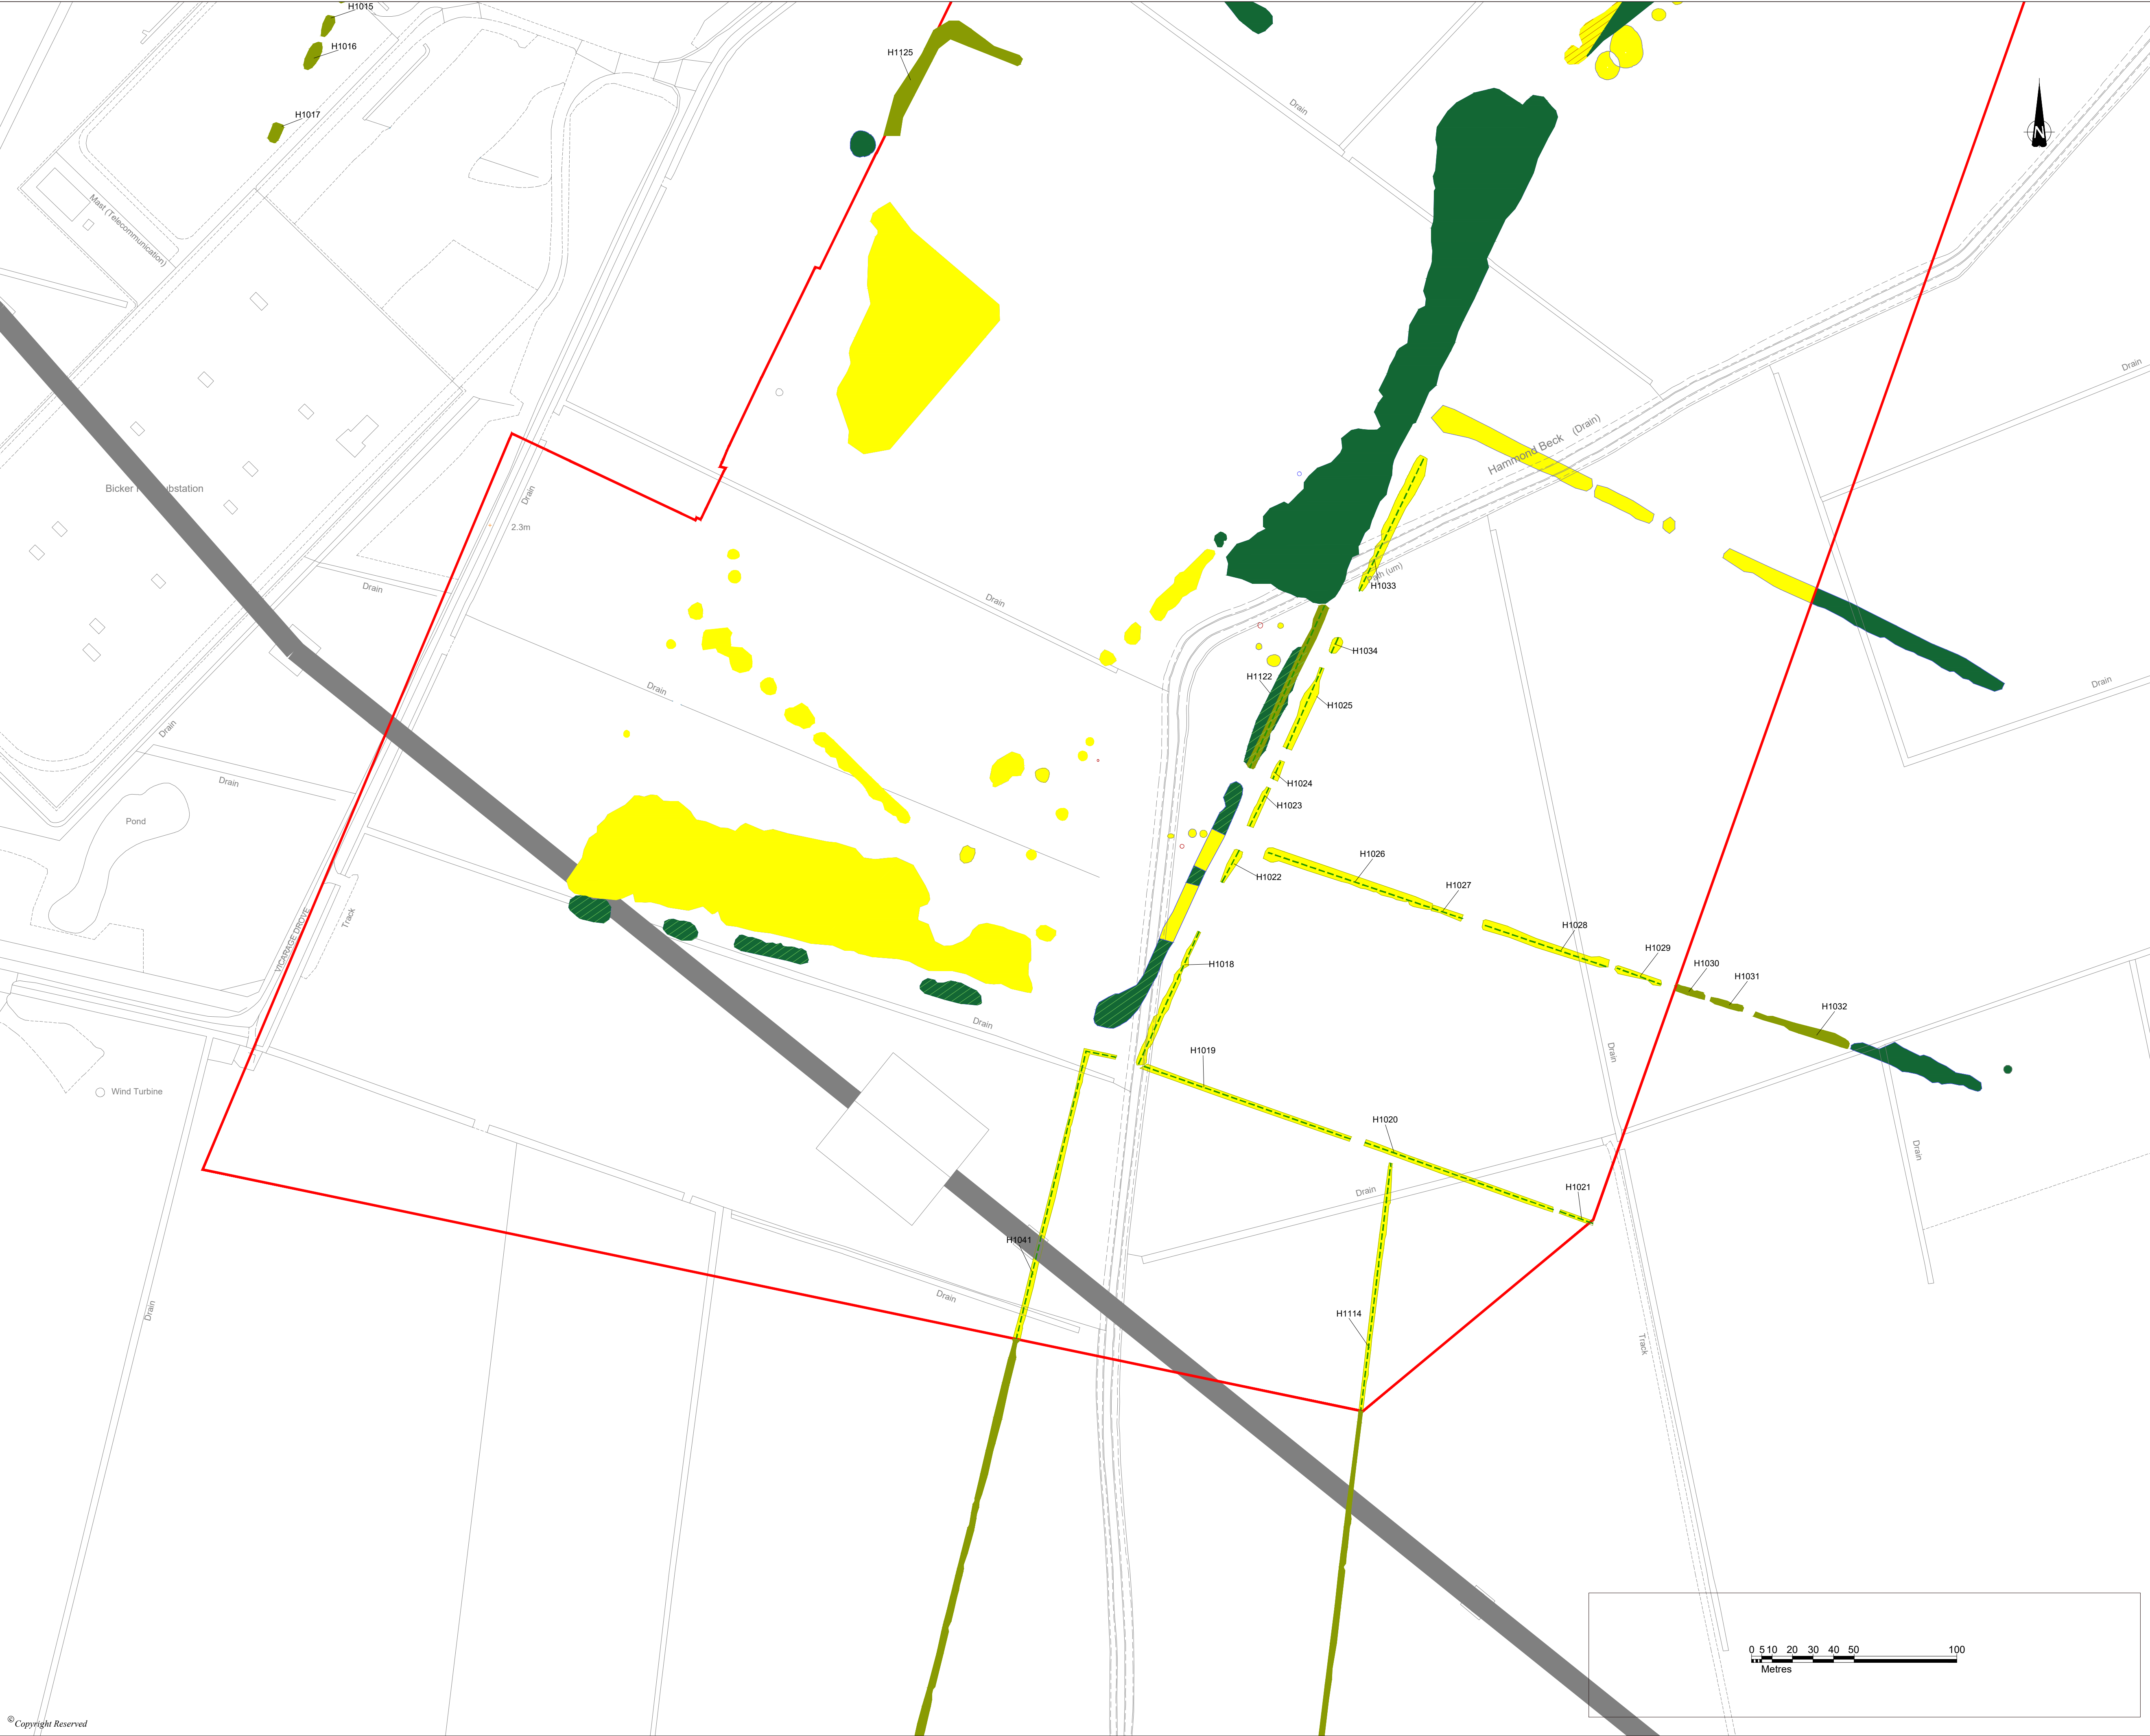 H1015
H1016
H1125
H1017
Drain
N
Mast (Telecommunication)
Drain
Hammond Beck (Drain)
Bicker
bstation
Drain
2.3m
Path (um)
H1033
Drain
Drain
H1034
H1122
Drain
Drain
H1025
Drain
Drain
H1024
H1023
Pond
H1026
H1022
H1027
VICARAGE DROVE
Track
H1028
H1029
H1018
H1030
H1031
H1032
Drain
H1019
Drain
Wind Turbine
H1020
Drain
Drain
H1021
H1041
Drain
Drain
H1114
Track
0 5 10 20 30 40 50 100
Metres
© Copyright Reserved